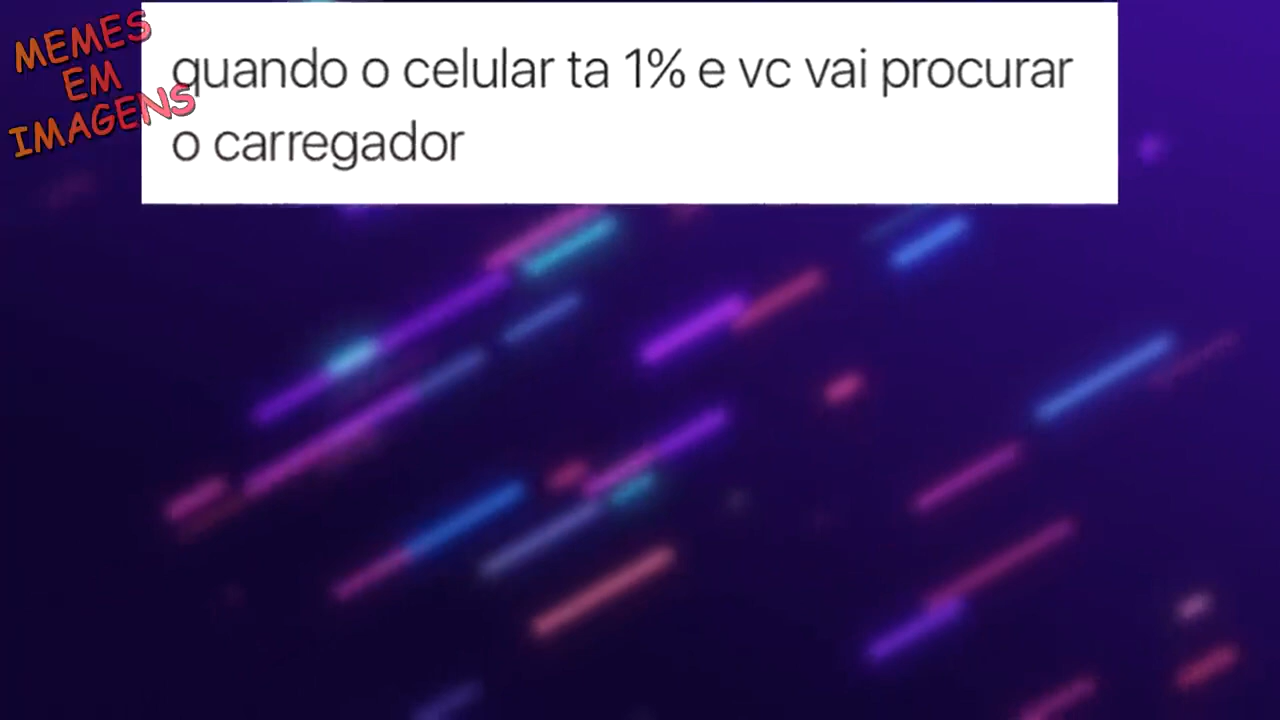 MEMES
EM
IMAGENS
quando o celular ta 1% e vc vai procurar
o carregador